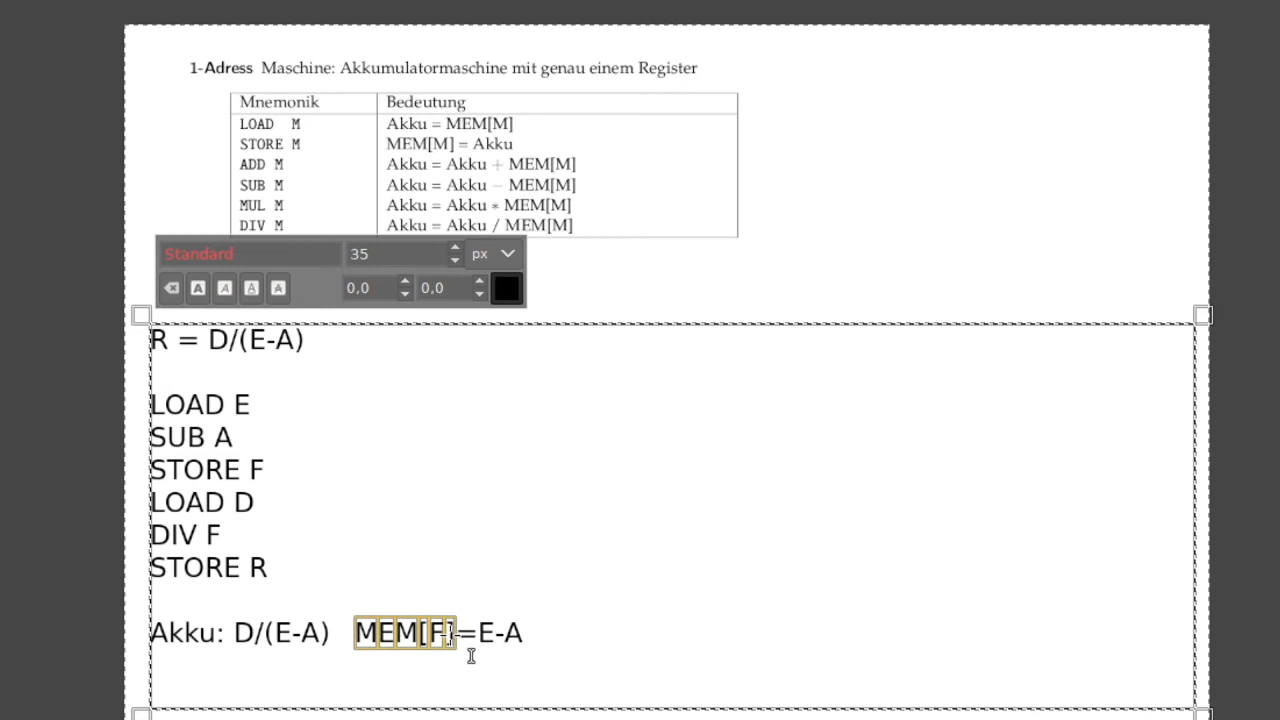 1-Adress Maschine: Akkumulatormaschine mit genau einem Register
Mnemonik Bedeutung
LOAD M Akku = MEM[M]
STORE M MEM[M] = Akku
ADD M Akku = Akku + MEM[M]
SUB M Akku = Akku − MEM[M]
MUL M Akku = Akku * MEM[M]
DIV M Akku = Akku / MEM[M]
Standard 35 px
0,0 0,0
R = D/(E-A)
LOAD E
SUB A
STORE F
LOAD D
DIV F
STORE R
Akku: D/(E-A) MEM[F]=E-A